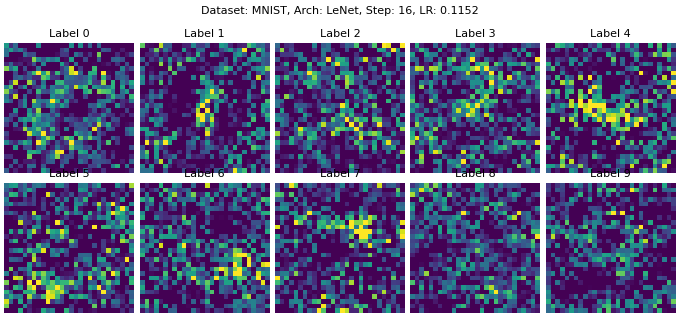 Dataset: MNIST, Arch: LeNet, Step: 16, LR: 0.1152
Label 0 Label 1 Label 2 Label 3 Label 4
Label 5 Label 6 Label 7 Label 8 Label 9